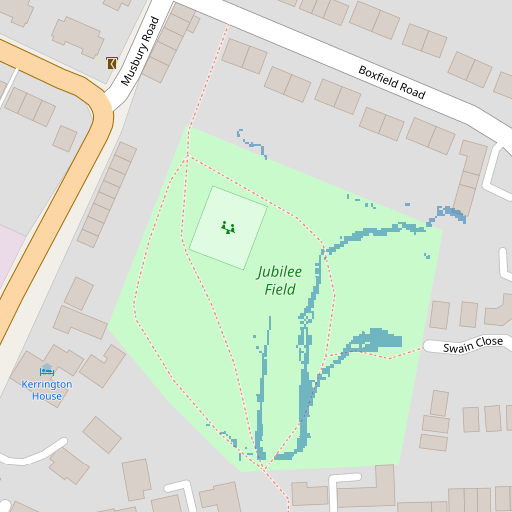 Musbury Road
Boxfield Road
Jubilee
Field
Swain Close
Kerrington
House